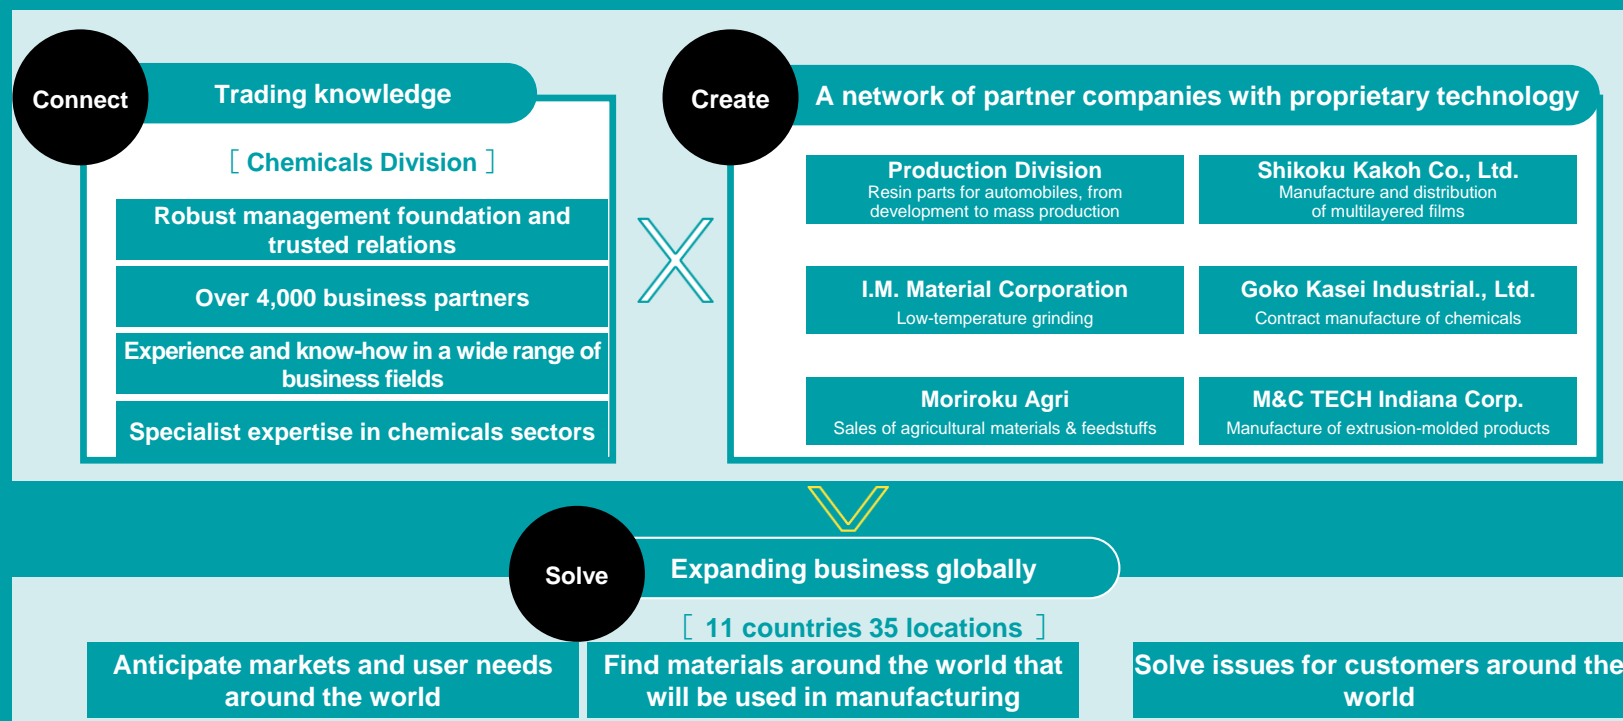 Connect
Trading knowledge
［ Chemicals Division ］
Robust management foundation and
trusted relations
Over 4,000 business partners
Experience and know-how in a wide range of
business fields
Specialist expertise in chemicals sectors
Create
A network of partner companies with proprietary technology
Production Division
Resin parts for automobiles, from
development to mass production
Shikoku Kakoh Co., Ltd.
Manufacture and distribution
of multilayered films
I.M. Material Corporation
Low-temperature grinding
Goko Kasei Industrial., Ltd.
Contract manufacture of chemicals
Moriroku Agri
Sales of agricultural materials & feedstuffs
M&C TECH Indiana Corp.
Manufacture of extrusion-molded products
Solve
Expanding business globally
［ 11 countries 35 locations ］
Anticipate markets and user needs
around the world
Find materials around the world that
will be used in manufacturing
Solve issues for customers around the
world